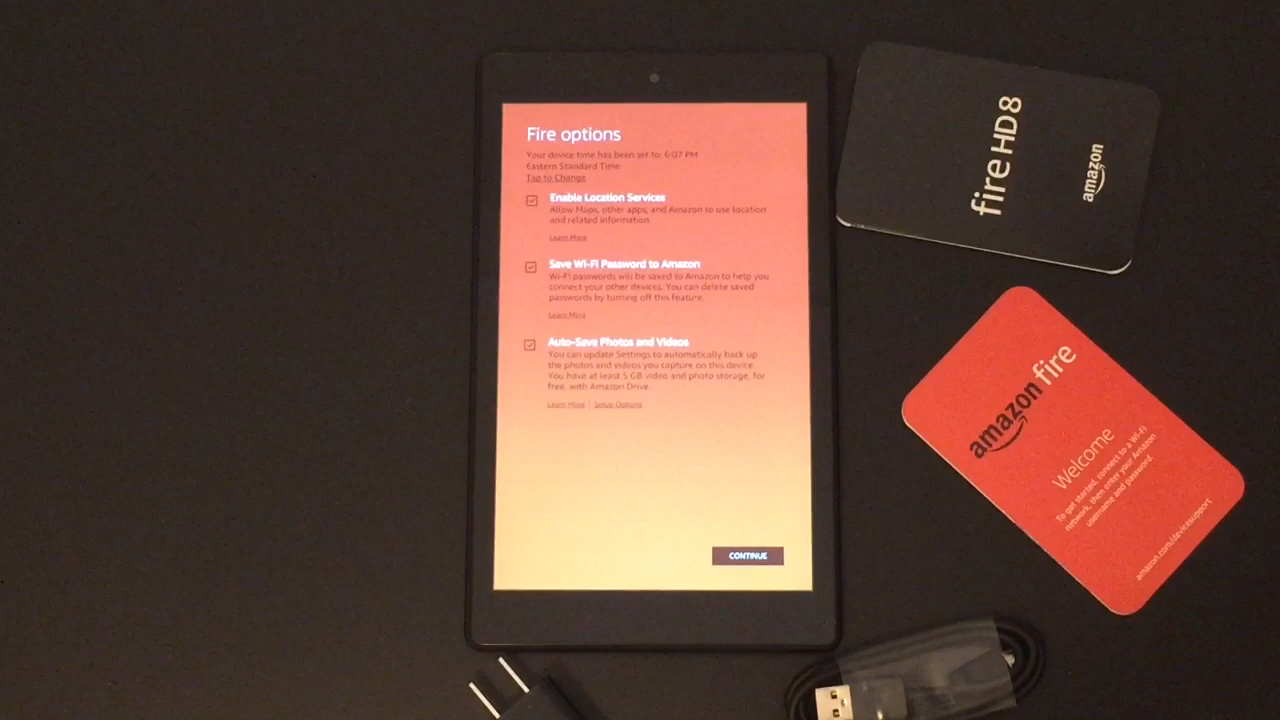 Fire options
Your device time has been set to: 6:07 PM
Eastern Standard Time
Tap to Change
Enable Location Services
Allow Maps, other apps, and Amazon to use location
and related information.
Learn More
Save Wi-Fi Password to Amazon
Wi-Fi passwords will be saved to Amazon to help you
connect your other devices. You can delete saved
passwords by turning off this feature.
Learn More
Auto-Save Photos and Videos
You can update Settings to automatically back up
the photos and videos you capture on this device.
You have at least 5 GB video and photo storage, for
free, with Amazon Drive.
Learn More | Setup Options
CONTINUE
fire HD8
amazon
amazon fire
Welcome
To get started, connect to a Wi-Fi
network, then enter your Amazon
username and password.
amazon.com/devicesupport